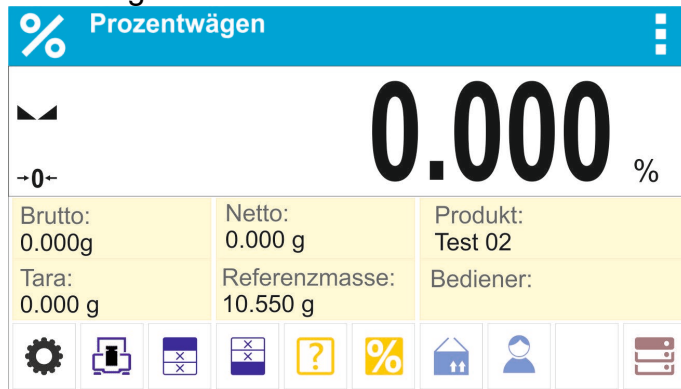 % Prozentwägen
0.000 %
→0←
Brutto:
0.000g
Netto:
0.000 g
Produkt:
Test 02
Tara:
0.000 g
Referenzmasse:
10.550 g
Bediener:
? %